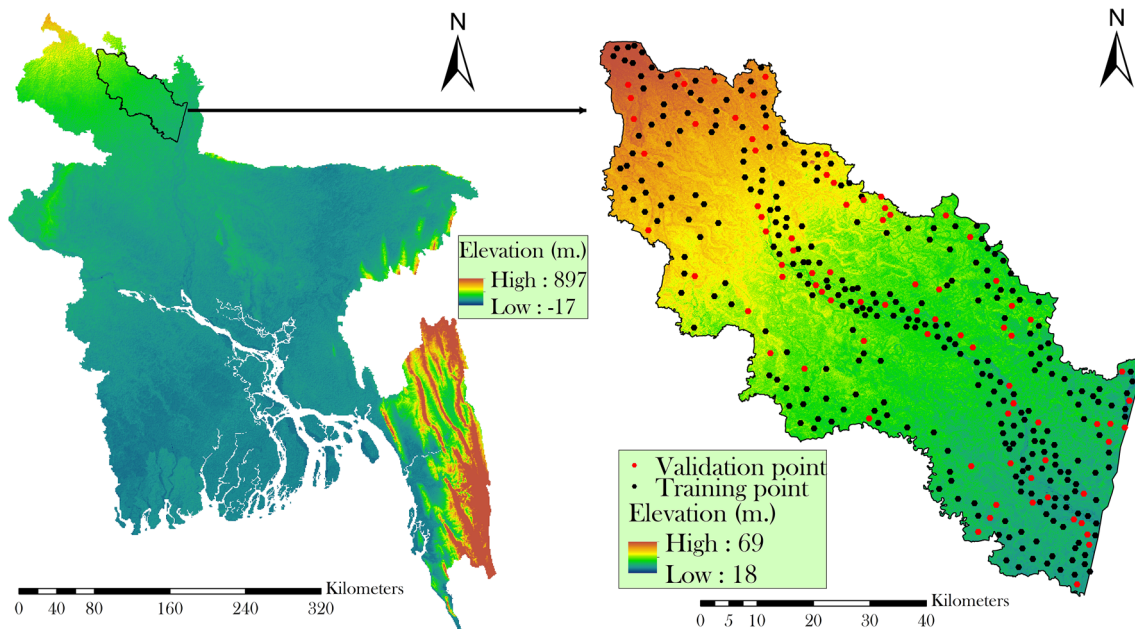 N
Elevation (m.)
High : 897
Low : -17
Kilometers
0 20 40 80 160 240 320
N
Validation point
Training point
Elevation (m.)
High : 69
Low : 18
Kilometers
0 5 10 20 30 40